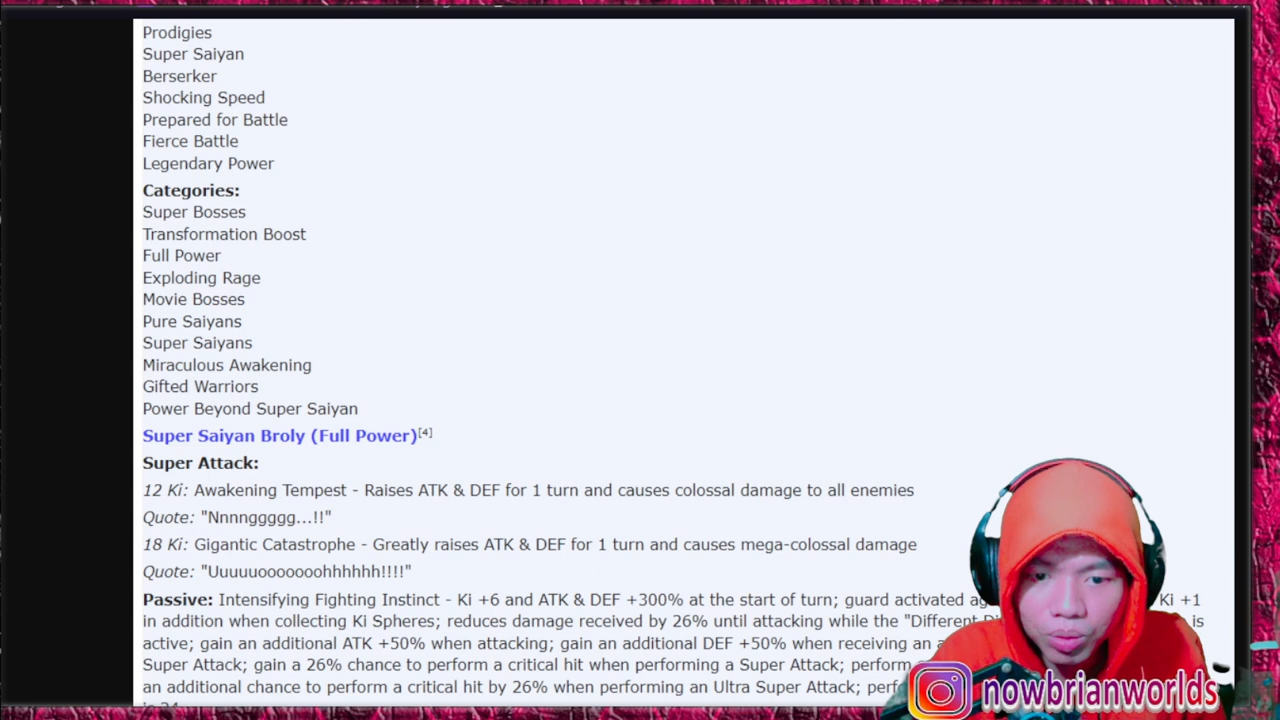 Prodigies
Super Saiyan
Berserker
Shocking Speed
Prepared for Battle
Fierce Battle
Legendary Power
Categories:
Super Bosses
Transformation Boost
Full Power
Exploding Rage
Movie Bosses
Pure Saiyans
Super Saiyans
Miraculous Awakening
Gifted Warriors
Power Beyond Super Saiyan
Super Saiyan Broly (Full Power)[4]
Super Attack:
12 Ki: Awakening Tempest - Raises ATK & DEF for 1 turn and causes colossal damage to all enemies
Quote: "Nnnnggggg...!!"
18 Ki: Gigantic Catastrophe - Greatly raises ATK & DEF for 1 turn and causes mega-colossal damage
Quote: "Uuuuuooooooohhhhhh!!!!"
Passive: Intensifying Fighting Instinct - Ki +6 and ATK & DEF +300% at the start of turn; guard activated Ki +1
in addition when collecting Ki Spheres; reduces damage received by 26% until attacking while the "Different is
active; gain an additional ATK +50% when attacking; gain an additional DEF +50% when receiving an
Super Attack; gain a 26% chance to perform a critical hit when performing a Super Attack; perform
an additional chance to perform a critical hit by 26% when performing an Ultra Super Attack;
nowbrianworlds